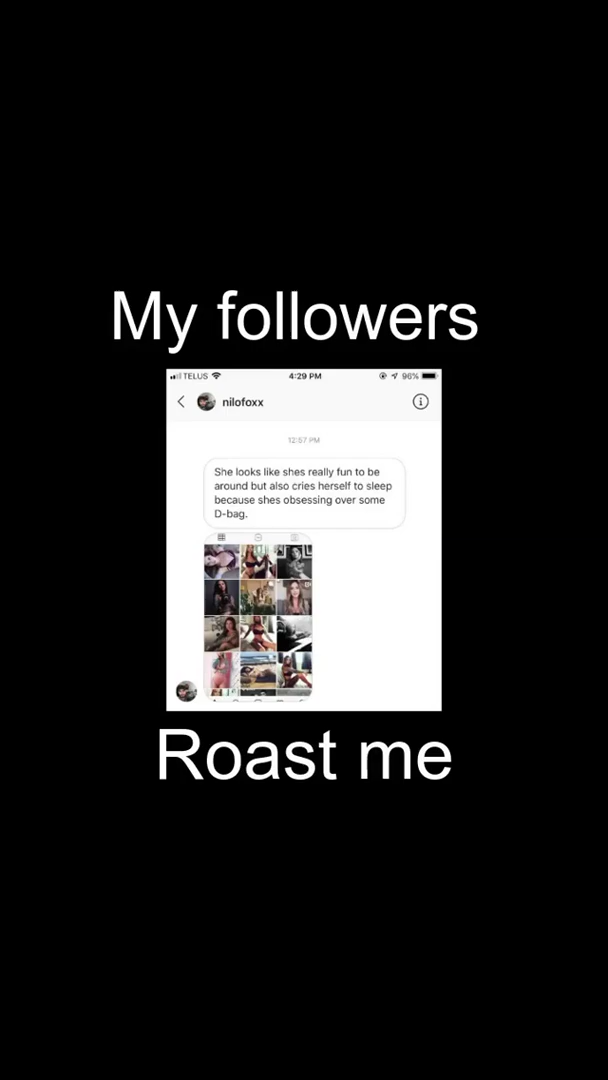 My followers
TELUS 4:29 PM 96%
nilofoxx
12:57 PM
She looks like shes really fun to be
around but also cries herself to sleep
because shes obsessing over some
D-bag.
Roast me